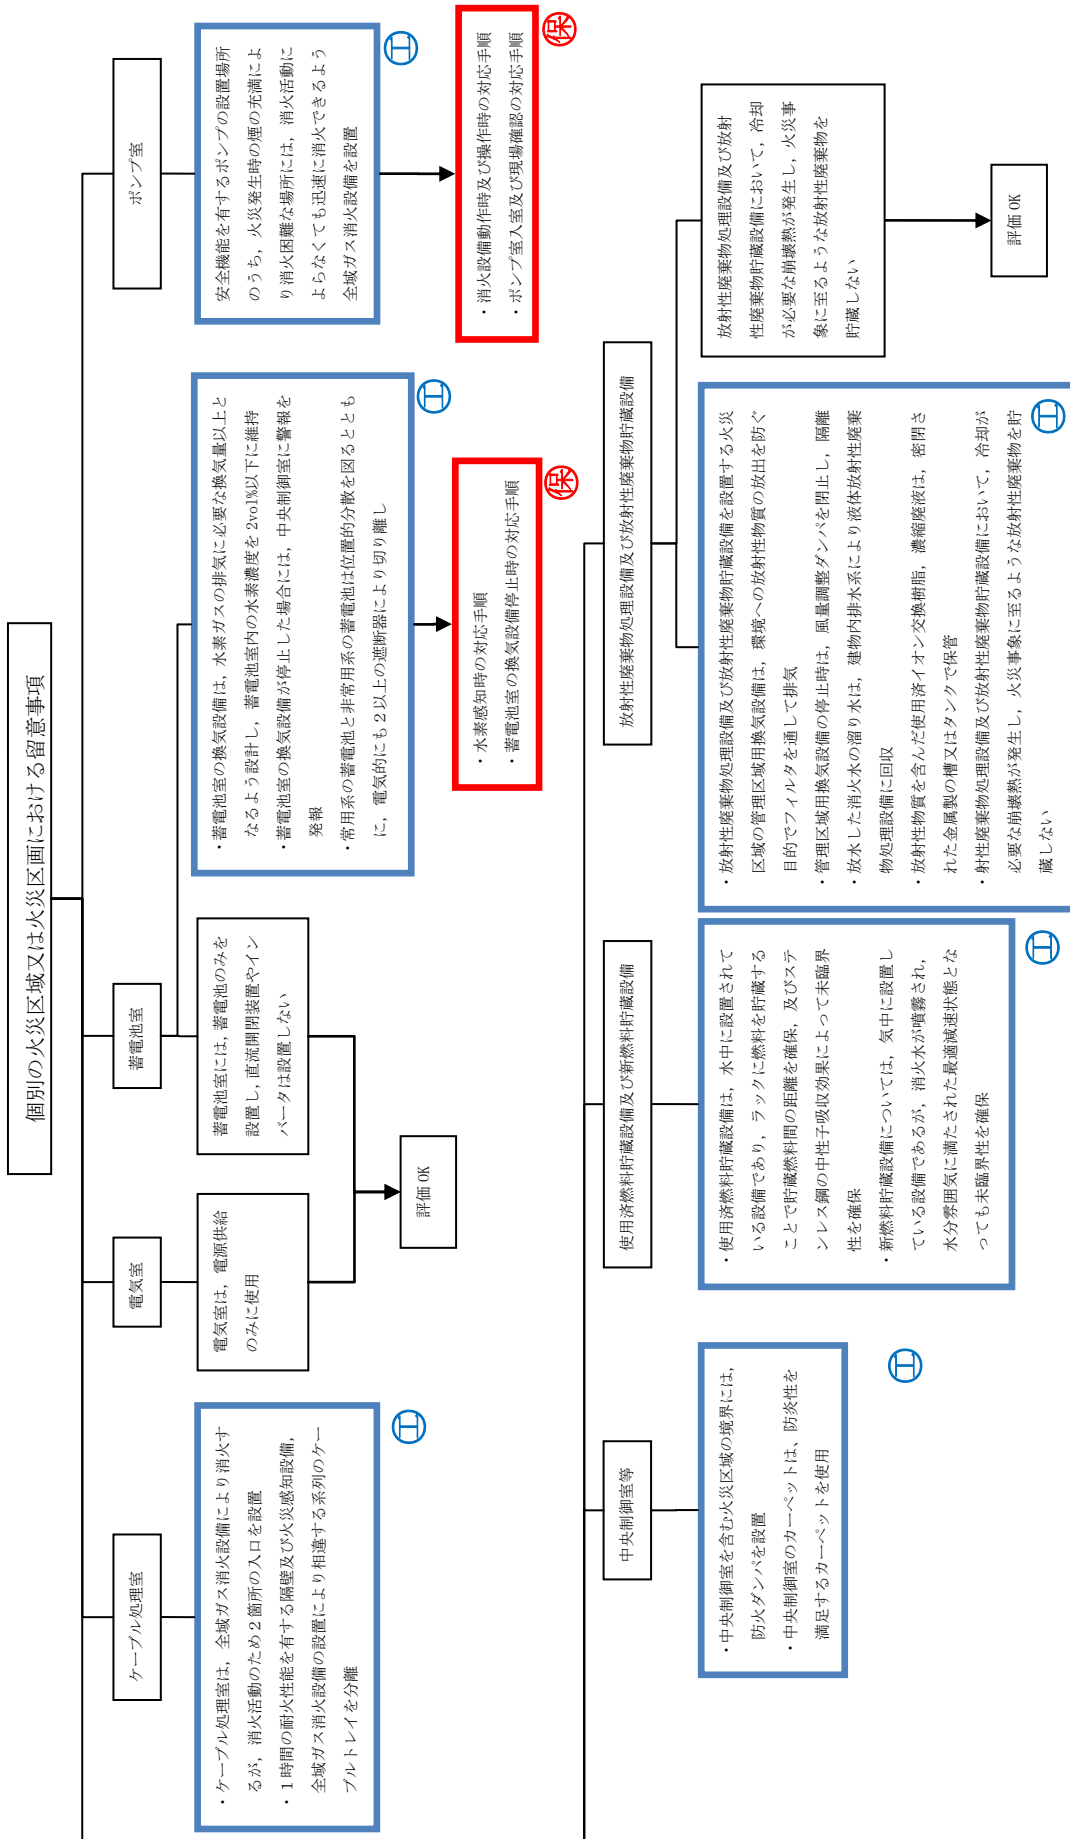 個別の火災区域又は火災区画における留意事項
ケーブル処理室
・ケーブル処理室は，全域ガス消火設備により消火す
るが，消火活動のため２箇所の入口を設置
・１時間の耐火性能を有する隔壁及び火災感知設備，
全域ガス消火設備の設置により相違する系列のケー
ブルトレイを分離
工
電気室
電気室は，電源供給
のみに使用
蓄電池室
蓄電池室には，蓄電池のみを
設置し，直流開閉装置やイン
バータは設置しない
評価 OK
・蓄電池室の換気設備は，水素ガスの排気に必要な換気量以上と
なるよう設計し，蓄電池室内の水素濃度を 2vol%以下に維持
・蓄電池室の換気設備が停止した場合には，中央制御室に警報を
発報
・常用系の蓄電池と非常用系の蓄電池は位置的分散を図るととも
に，電気的にも２以上の遮断器により切り離し
工
・水素感知時の対応手順
・蓄電池室の換気設備停止時の対応手順
保
ポンプ室
安全機能を有するポンプの設置場所
のうち，火災発生時の煙の充満によ
り消火困難な場所には，消火活動に
よらなくても迅速に消火できるよう
全域ガス消火設備を設置
工
・消火設備動作時及び操作時の対応手順
・ポンプ室入室及び現場確認の対応手順
保
中央制御室等
・中央制御室を含む火災区域の境界には，
防火ダンパを設置
・中央制御室のカーペットは、防炎性を
満足するカーペットを使用
工
使用済燃料貯蔵設備及び新燃料貯蔵設備
・使用済燃料貯蔵設備は，水中に設置されて
いる設備であり，ラックに燃料を貯蔵する
ことで貯蔵燃料間の距離を確保，及びステ
ンレス鋼の中性子吸収効果によって未臨界
性を確保
・新燃料貯蔵設備については，気中に設置し
ている設備であるが，消火水が噴霧され，
水分雰囲気に満たされた最適減速状態とな
っても未臨界性を確保
工
放射性廃棄物処理設備及び放射性廃棄物貯蔵設備
・放射性廃棄物処理設備及び放射性廃棄物貯蔵設備を設置する火災
区域の管理区域用換気設備は，環境への放射性物質の放出を防ぐ
目的でフィルタを通して排気
・管理区域用換気設備の停止時は，風量調整ダンパを閉止し，隔離
・放水した消火水の溜り水は，建物内排水系により液体放射性廃棄
物処理設備に回収
・放射性物質を含んだ使用済イオン交換樹脂，濃縮廃液は，密閉さ
れた金属製の槽又はタンクで保管
・射性廃棄物処理設備及び放射性廃棄物貯蔵設備において，冷却が
必要な崩壊熱が発生し，火災事象に至るような放射性廃棄物を貯
蔵しない
工
放射性廃棄物処理設備及び放射
性廃棄物貯蔵設備において，冷却
が必要な崩壊熱が発生し，火災事
象に至るような放射性廃棄物を
貯蔵しない
評価 OK